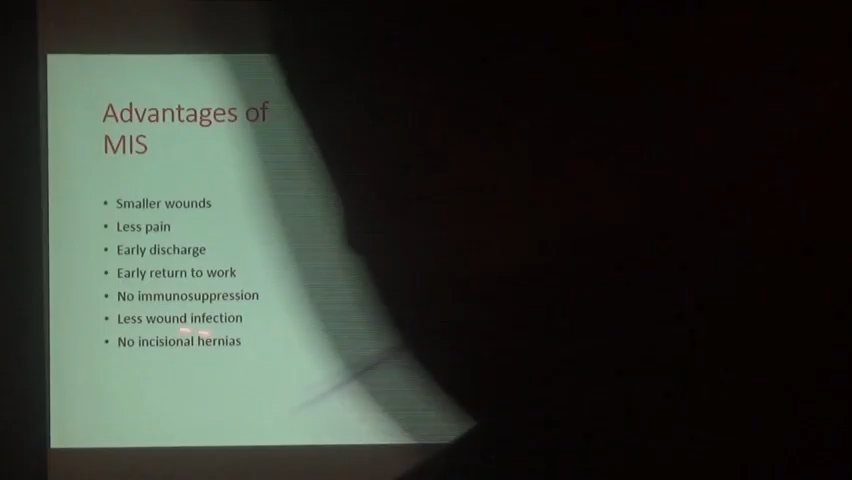 Advantages of
MIS
• Smaller wounds
• Less pain
• Early discharge
• Early return to work
• No immunosuppression
• Less wound infection
• No incisional hernias